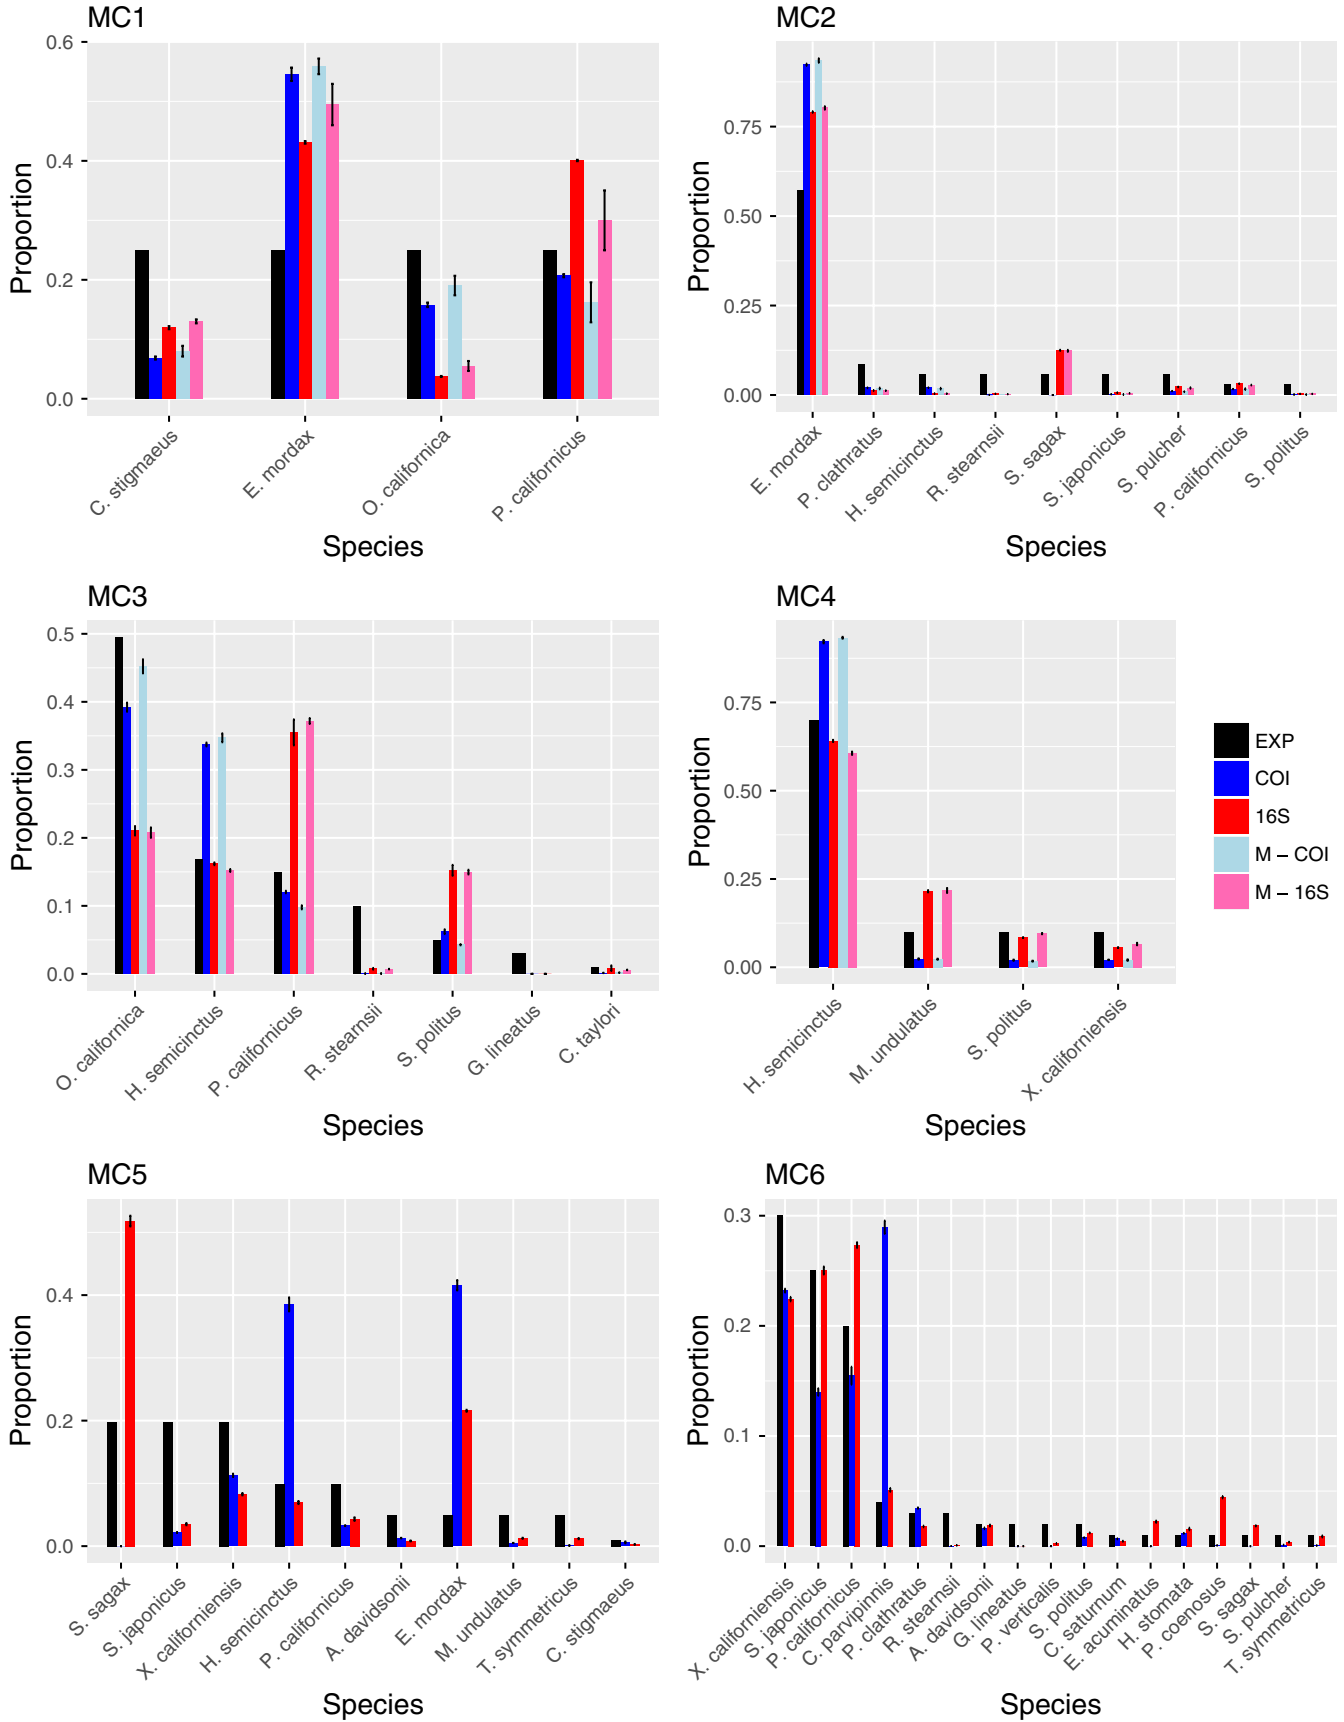 MC1
Proportion
0.6
0.4
0.2
0.0
C. stigmaeus
E. mordax
O. californica
P. californicus
Species
MC2
Proportion
0.75
0.50
0.25
0.00
E. mordax
P. clathratus
H. semicinctus
R. stearnsii
S. sagax
S. japonicus
S. pulcher
P. californicus
S. politus
Species
MC3
Proportion
0.5
0.4
0.3
0.2
0.1
0.0
O. californica
H. semicinctus
P. californicus
R. stearnsii
S. politus
G. lineatus
C. taylori
Species
MC4
Proportion
0.75
0.50
0.25
0.00
H. semicinctus
M. undulatus
S. politus
X. californiensis
Species
EXP
COI
16S
M – COI
M – 16S
MC5
Proportion
0.4
0.2
0.0
S. sagax
S. japonicus
X. californiensis
H. semicinctus
P. californicus
A. davidsonii
E. mordax
M. undulatus
T. symmetricus
C. stigmaeus
Species
MC6
Proportion
0.3
0.2
0.1
0.0
X. californiensis
S. japonicus
P. californicus
C. parvipinnis
P. clathratus
R. stearnsii
A. davidsonii
G. lineatus
P. verticalis
S. politus
C. saturnum
E. acuminatus
H. stomata
P. coenosus
S. sagax
S. pulcher
T. symmetricus
Species